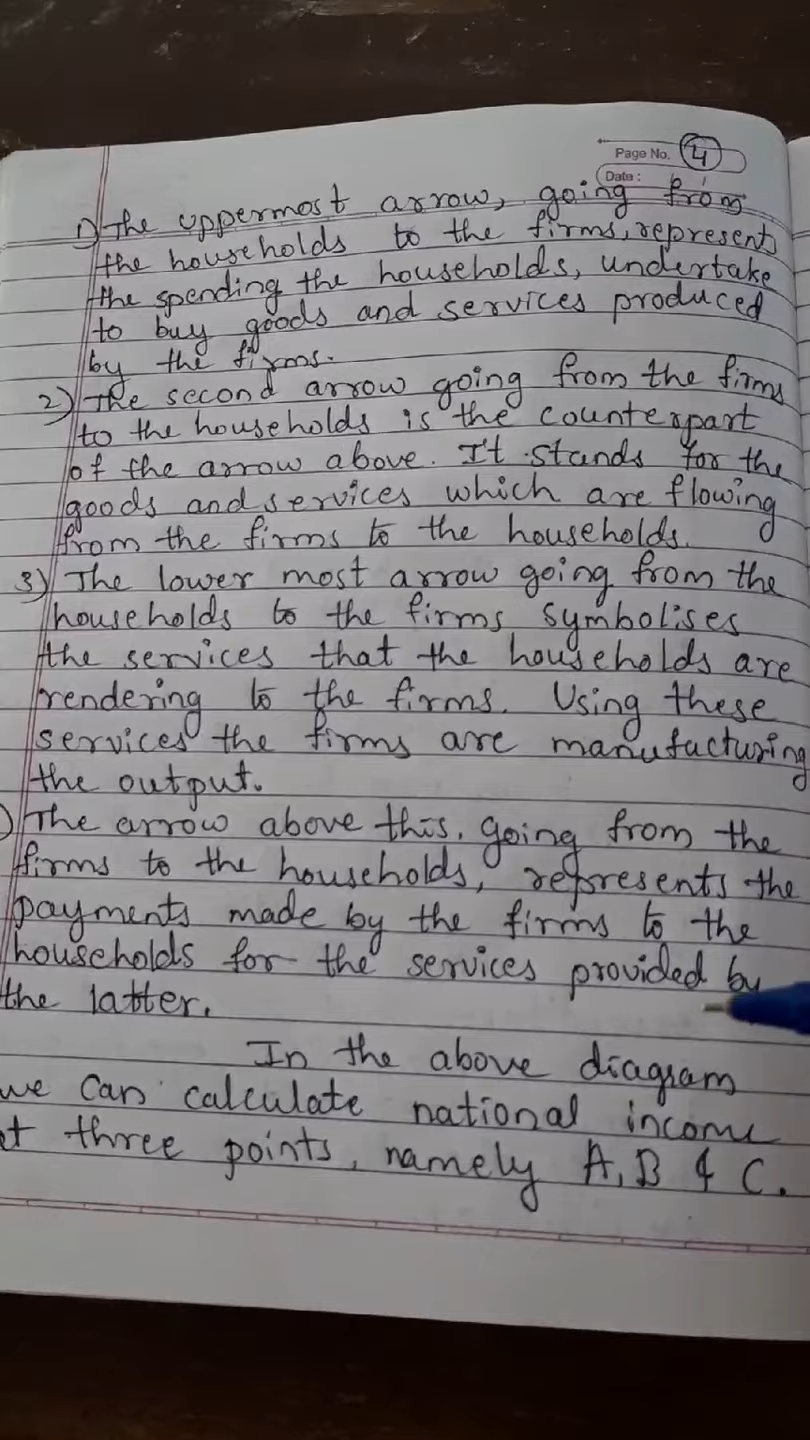 Page No. 4
Date :
1) The uppermost arrow, going from
the households to the firms, represent
the spending the households, undertake
to buy goods and services produced
by the firms.
2) The second arrow going from the firms
to the households is the counterpart
of the arrow above. It stands for the
goods and services which are flowing
from the firms to the households.
3) The lower most arrow going from the
households to the firms symbolises
the services that the households are
rendering to the firms. Using these
services the firms are manufacturing
the output.
) The arrow above this, going from the
firms to the households, represents the
payments made by the firms to the
households for the services provided by
the latter.
In the above diagram
we can calculate national income
at three points, namely A, B & C.